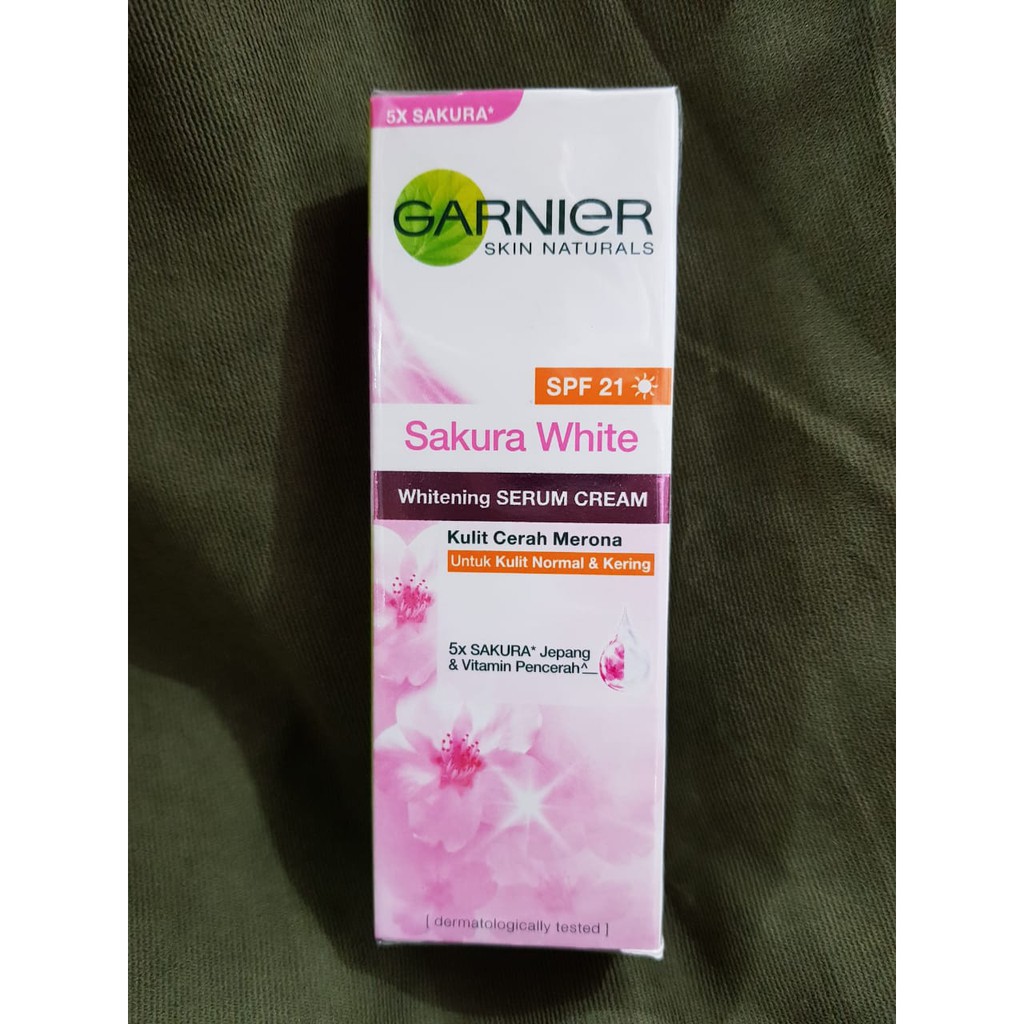 5X SAKURA*
GARNIER
SKIN NATURALS
SPF 21
Sakura White
Whitening SERUM CREAM
Kulit Cerah Merona
Untuk Kulit Normal & Kering
5x SAKURA* Jepang
& Vitamin Pencerah^
[ dermatologically tested ]